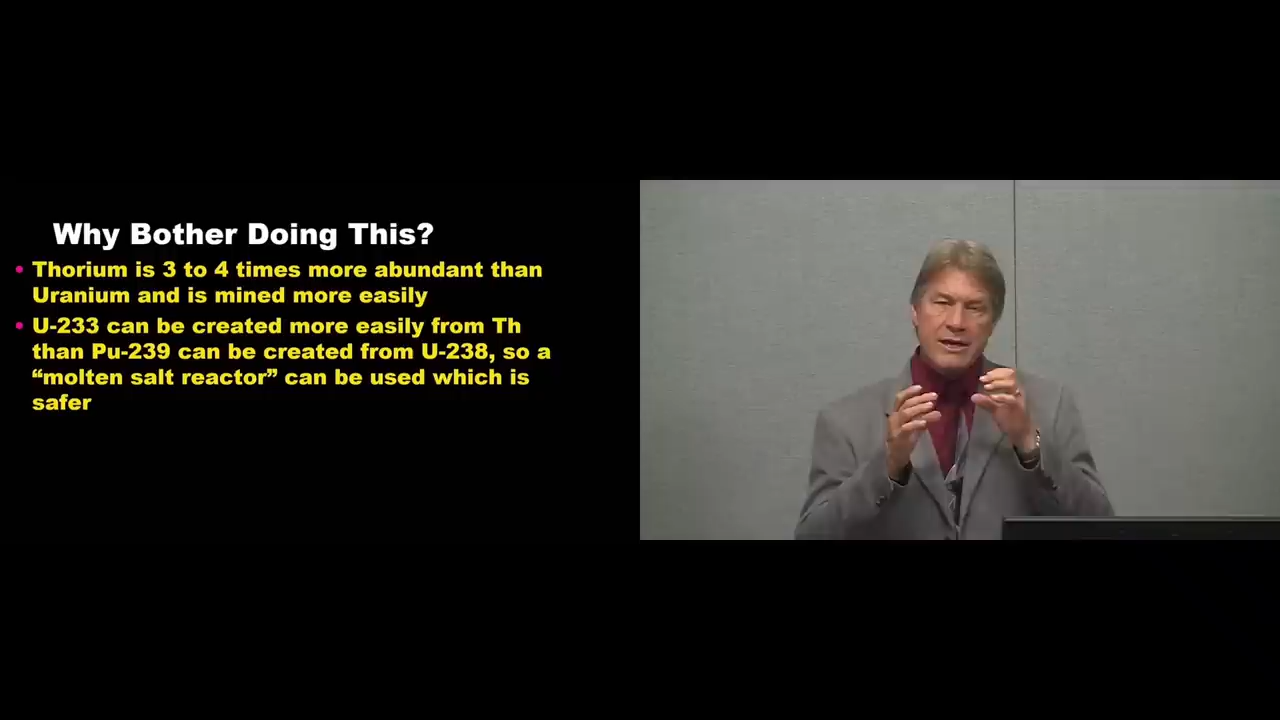 Why Bother Doing This?
• Thorium is 3 to 4 times more abundant than
Uranium and is mined more easily
• U-233 can be created more easily from Th
than Pu-239 can be created from U-238, so a
“molten salt reactor” can be used which is
safer